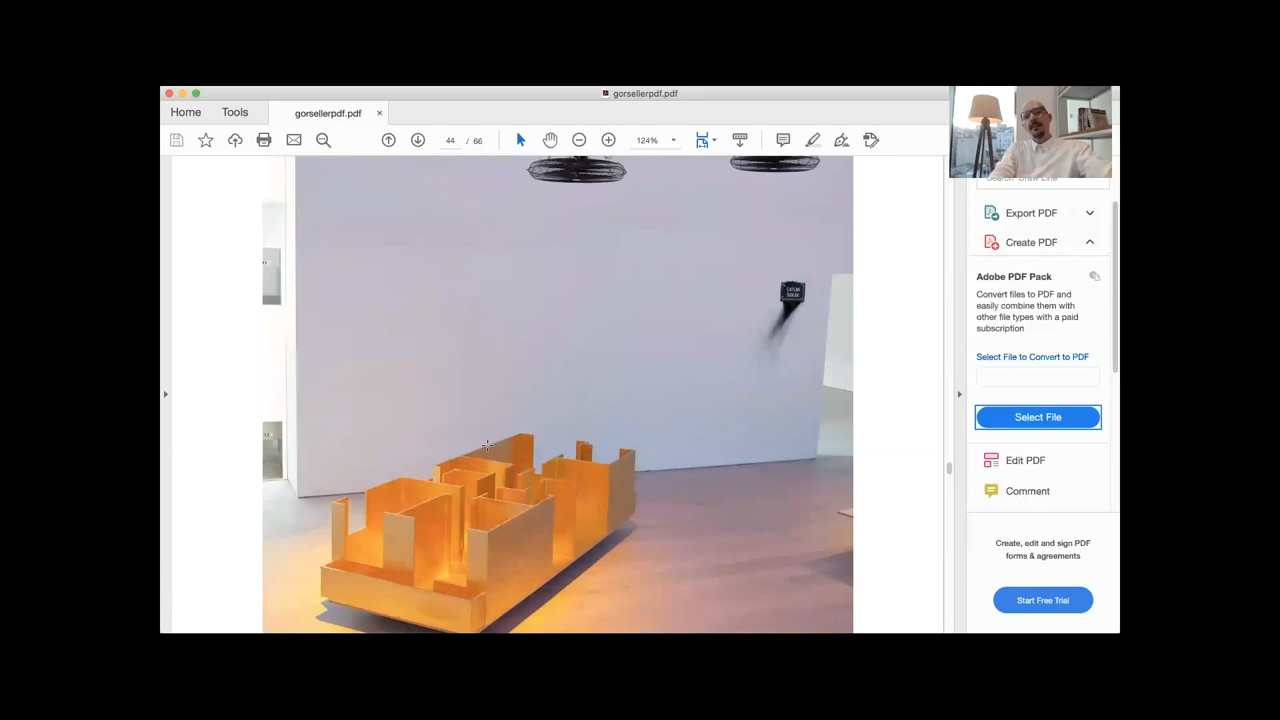 gorsellerpdf.pdf
Home
Tools
gorsellerpdf.pdf
44 / 66
124%
Export PDF
Create PDF
Adobe PDF Pack
Convert files to PDF and
easily combine them with
other file types with a paid
subscription
Select File to Convert to PDF
Select File
Edit PDF
Comment
Create, edit and sign PDF
forms & agreements
Start Free Trial